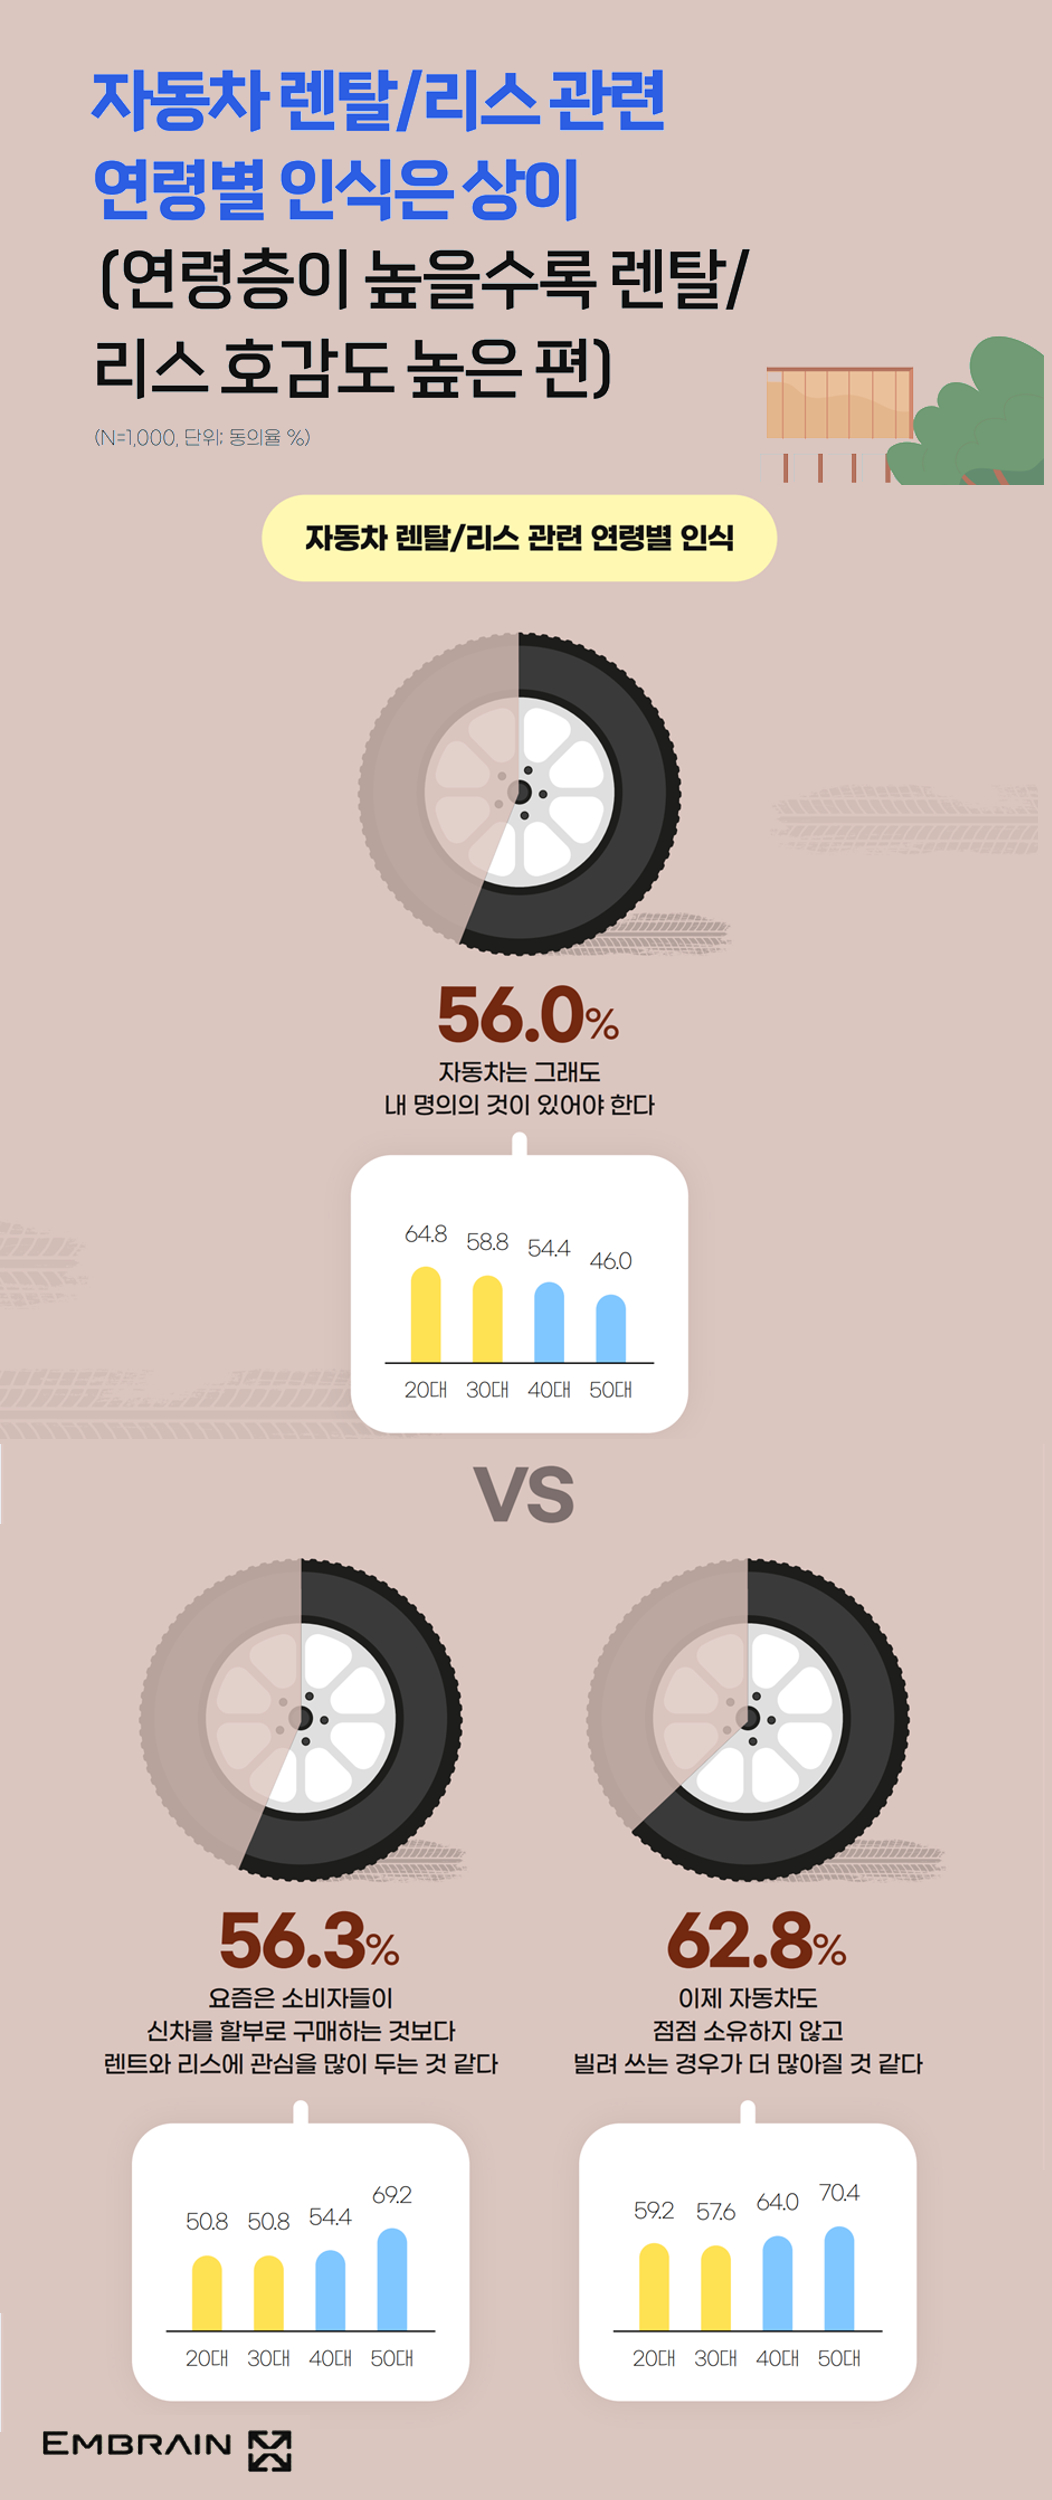 자동차 렌탈/리스 관련
연령별 인식은 상이
(연령층이 높을수록 렌탈/
리스 호감도 높은 편)
(N=1,000, 단위: 동의율 %)
자동차 렌탈/리스 관련 연령별 인식
56.0%
자동차는 그래도
내 명의의 것이 있어야 한다
64.8 58.8 54.4 46.0
20대 30대 40대 50대
VS
56.3%
요즘은 소비자들이
신차를 할부로 구매하는 것보다
렌트와 리스에 관심을 많이 두는 것 같다
50.8 50.8 54.4 69.2
20대 30대 40대 50대
62.8%
이제 자동차도
점점 소유하지 않고
빌려 쓰는 경우가 더 많아질 것 같다
59.2 57.6 64.0 70.4
20대 30대 40대 50대
EMBRAIN